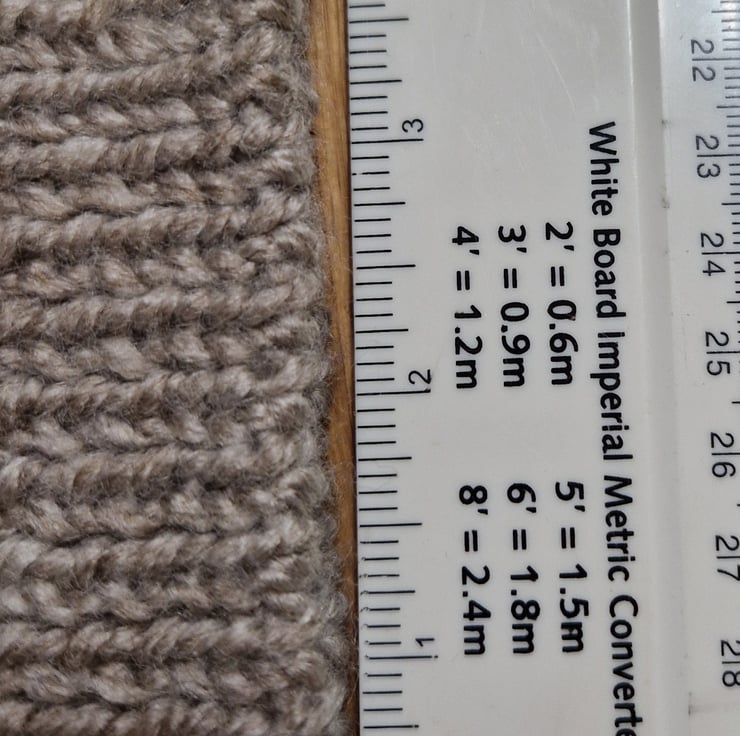 White Board Imperial Metric Converte
2' = 0.6m 5' = 1.5m
3' = 0.9m 6' = 1.8m
4' = 1.2m 8' = 2.4m
3 2 1
22 23 24 25 26 27 28